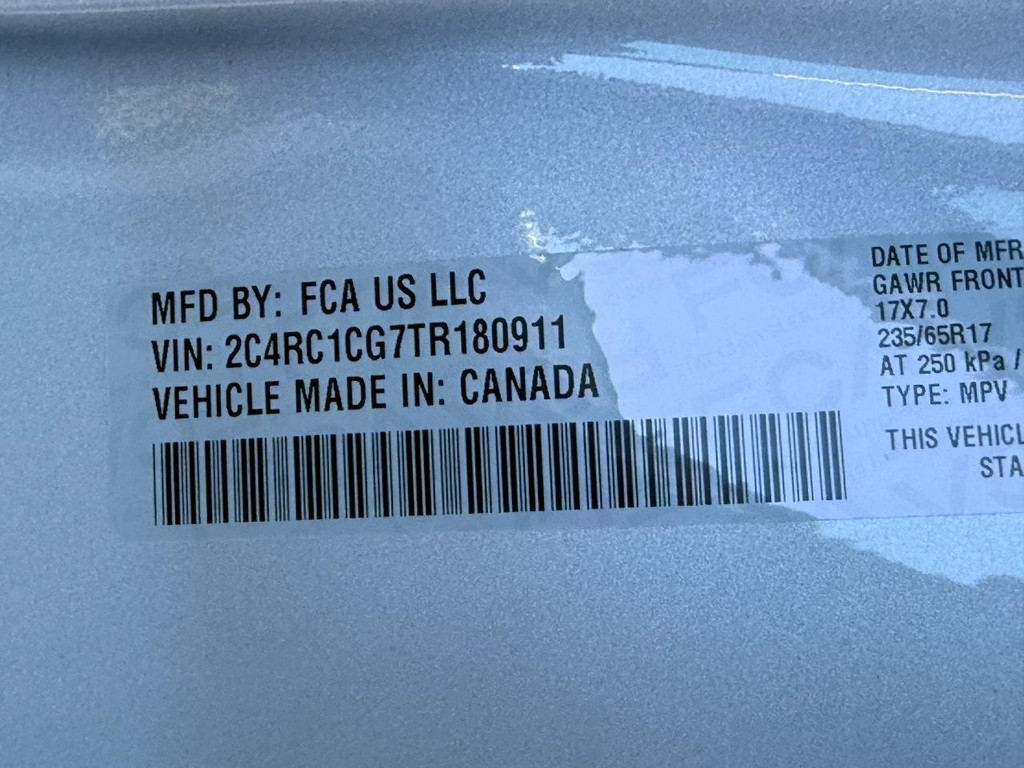 MFD BY: FCA US LLC
VIN: 2C4RC1CG7TR180911
VEHICLE MADE IN: CANADA
DATE OF MFR
GAWR FRONT
17X7.0
235/65R17
AT 250 kPa /
TYPE: MPV
THIS VEHICL
STA